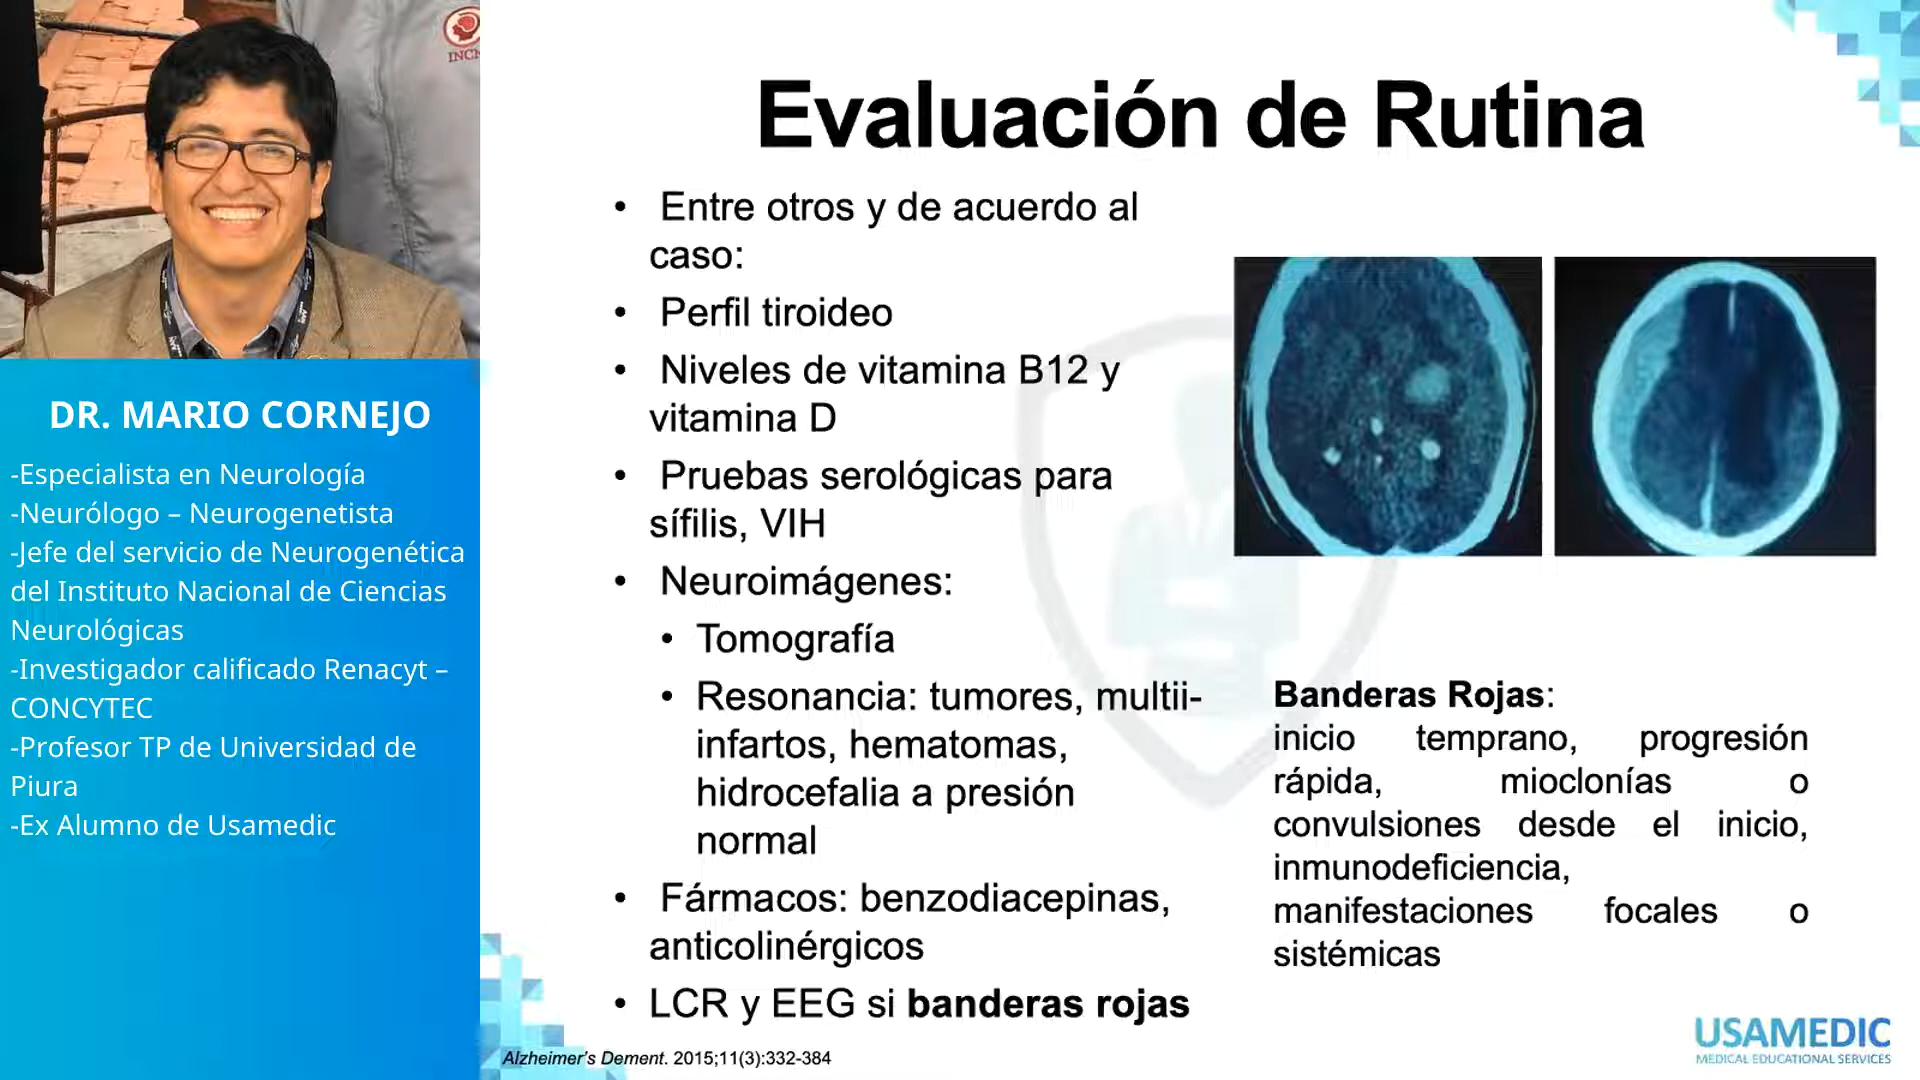 INCN
DR. MARIO CORNEJO
-Especialista en Neurología
-Neurólogo – Neurogenetista
-Jefe del servicio de Neurogenética
del Instituto Nacional de Ciencias
Neurológicas
-Investigador calificado Renacyt –
CONCYTEC
-Profesor TP de Universidad de
Piura
-Ex Alumno de Usamedic
Evaluación de Rutina
• Entre otros y de acuerdo al
caso:
• Perfil tiroideo
• Niveles de vitamina B12 y
vitamina D
• Pruebas serológicas para
sífilis, VIH
• Neuroimágenes:
• Tomografía
• Resonancia: tumores, multii-
infartos, hematomas,
hidrocefalia a presión
normal
• Fármacos: benzodiacepinas,
anticolinérgicos
• LCR y EEG si banderas rojas
Alzheimer's Dement. 2015;11(3):332-384
Banderas Rojas:
inicio temprano, progresión
rápida, mioclonías o
convulsiones desde el inicio,
inmunodeficiencia,
manifestaciones focales o
sistémicas
USAMEDIC
MEDICAL EDUCATIONAL SERVICES